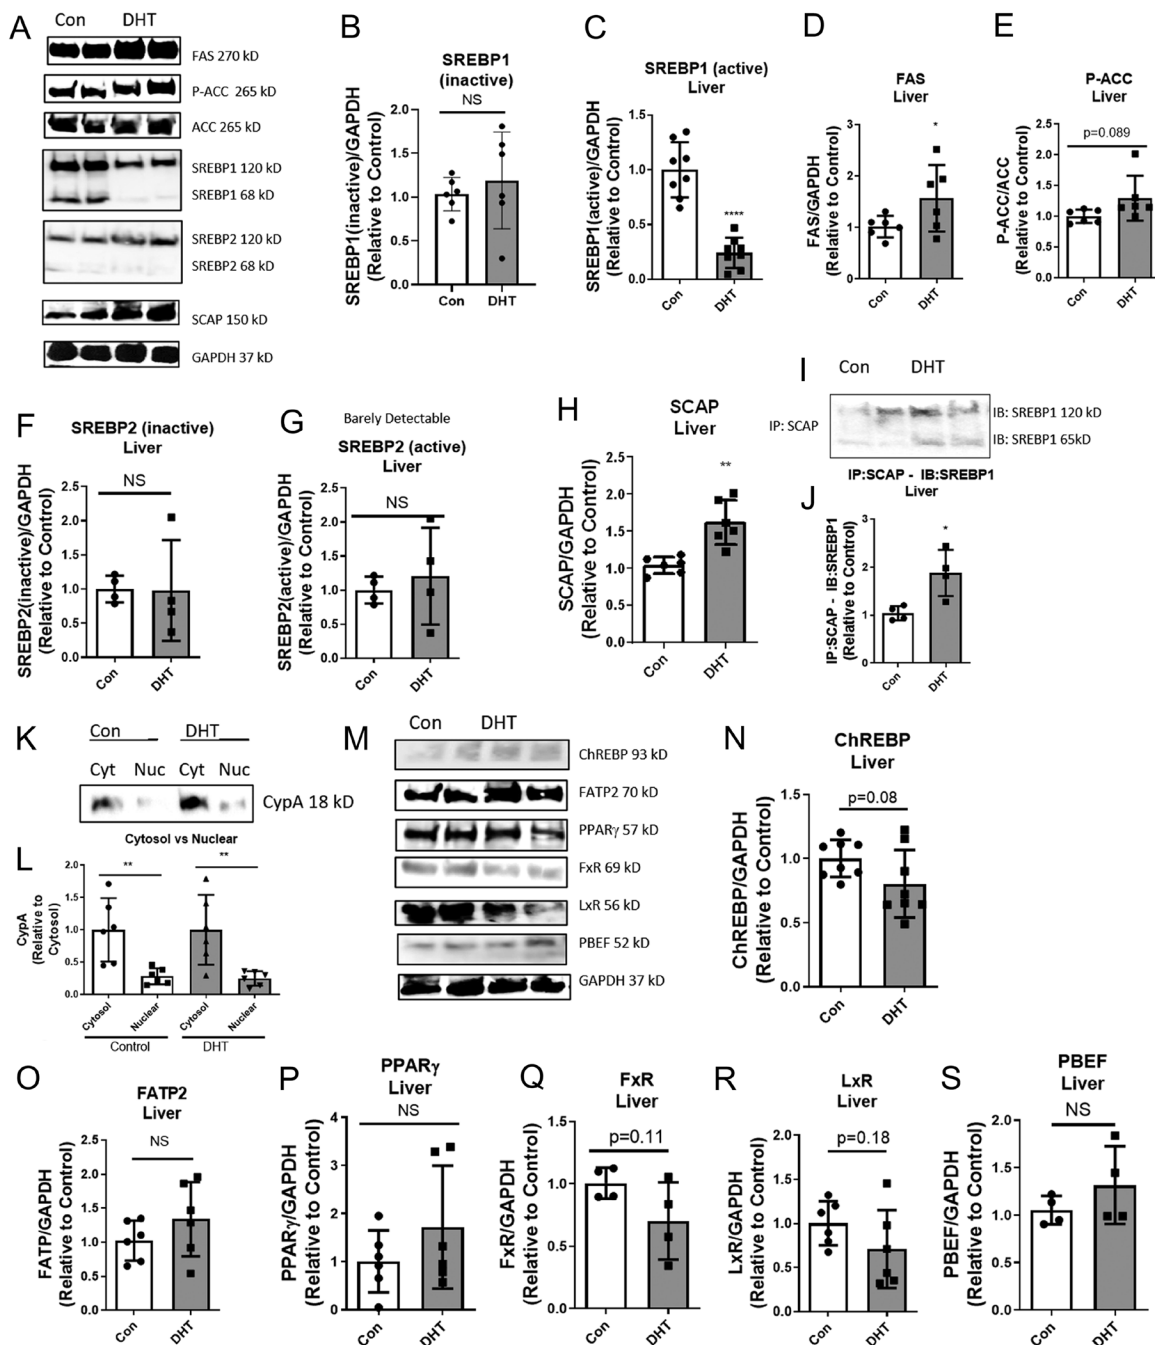 A
Con DHT
FAS 270 kD
P-ACC 265 kD
ACC 265 kD
SREBP1 120 kD
SREBP1 68 kD
SREBP2 120 kD
SREBP2 68 kD
SCAP 150 kD
GAPDH 37 kD
B
SREBP1
(inactive)
NS
SREBP1(inactive)/GAPDH
(Relative to Control)
2.0
1.5
1.0
0.5
0.0
Con DHT
C
SREBP1 (active)
Liver
SREBP1(active)/GAPDH
(Relative to Control)
1.5
1.0
0.5
0.0
****
Con DHT
D
FAS
Liver
FAS/GAPDH
(Relative to Control)
3
2
1
0
*
Con DHT
E
P-ACC
Liver
p=0.089
P-ACC/ACC
(Relative to Control)
2.5
2.0
1.5
1.0
0.5
0.0
Con DHT
F
SREBP2 (inactive)
Liver
NS
SREBP2(inactive)/GAPDH
(Relative to Control)
2.5
2.0
1.5
1.0
0.5
0.0
Con DHT
G
Barely Detectable
SREBP2 (active)
Liver
NS
SREBP2(active)/GAPDH
(Relative to Control)
2.5
2.0
1.5
1.0
0.5
0.0
Con DHT
H
SCAP
Liver
**
SCAP/GAPDH
(Relative to Control)
2.5
2.0
1.5
1.0
0.5
0.0
Con DHT
I
Con DHT
IP: SCAP
IB: SREBP1 120 kD
IB: SREBP1 65kD
J
IP:SCAP - IB:SREBP1
Liver
*
IP:SCAP - IB:SREBP1
(Relative to Control)
3
2
1
0
Con DHT
K
Con DHT
Cyt Nuc Cyt Nuc
CypA 18 kD
L
Cytosol vs Nuclear
** **
CypA
(Relative to
Cytosol)
2.0
1.5
1.0
0.5
0.0
Cytosol Nuclear Cytosol Nuclear
Control DHT
M
Con DHT
ChREBP 93 kD
FATP2 70 kD
PPARγ 57 kD
FxR 69 kD
LxR 56 kD
PBEF 52 kD
GAPDH 37 kD
N
ChREBP
Liver
p=0.08
ChREBP/GAPDH
(Relative to Control)
1.5
1.0
0.5
0.0
Con DHT
O
FATP2
Liver
NS
FATP/GAPDH
(Relative to Control)
2.5
2.0
1.5
1.0
0.5
0.0
Con DHT
P
PPARγ
Liver
NS
PPARγ/GAPDH
(Relative to Control)
4
3
2
1
0
Con DHT
Q
FxR
Liver
p=0.11
FxR/GAPDH
(Relative to Control)
1.5
1.0
0.5
0.0
Con DHT
R
LxR
Liver
p=0.18
LxR/GAPDH
(Relative to Control)
2.0
1.5
1.0
0.5
0.0
Con DHT
S
PBEF
Liver
NS
PBEF/GAPDH
(Relative to Control)
2.0
1.5
1.0
0.5
0.0
Con DHT